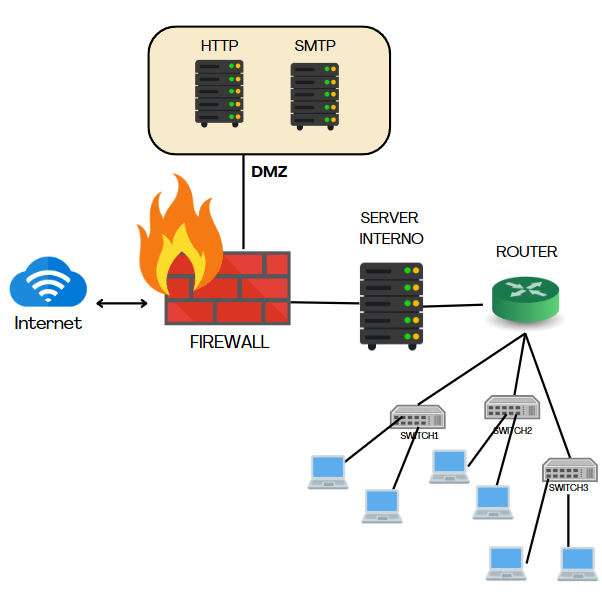 HTTP
SMTP
DMZ
SERVER
INTERNO
ROUTER
Internet
FIREWALL
SWITCH1
SWITCH2
SWITCH3